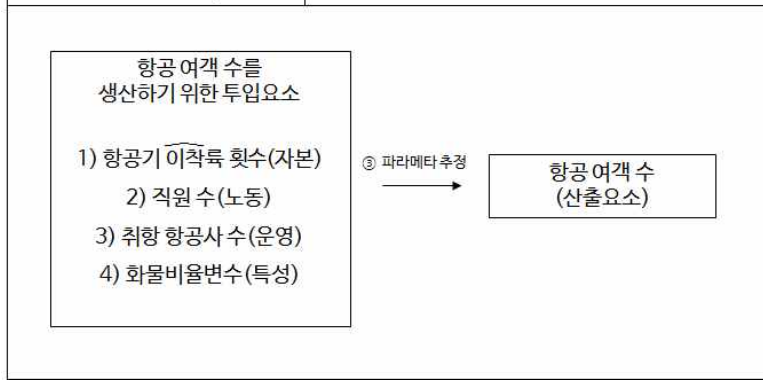 항공 여객 수를
생산하기 위한 투입요소
1) 항공기 이착륙 횟수(자본)
2) 직원 수(노동)
3) 취항 항공사 수(운영)
4) 화물비율변수(특성)
③ 파라메타 추정
항공 여객 수
(산출요소)